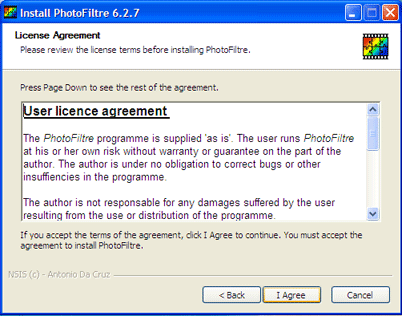 Install PhotoFiltre 6.2.7
License Agreement
Please review the license terms before installing PhotoFiltre.
Press Page Down to see the rest of the agreement.
User licence agreement
The PhotoFiltre programme is supplied 'as is'. The user runs PhotoFiltre
at his or her own risk without warranty or guarantee on the part of the
author. The author is under no obligation to correct bugs or other
insuffiencies in the programme.
The author is not responsable for any damages suffered by the user
resulting from the use or distribution of the programme.
If you accept the terms of the agreement, click I Agree to continue. You must accept the
agreement to install PhotoFiltre.
NSIS (c) - Antonio Da Cruz
< Back
I Agree
Cancel